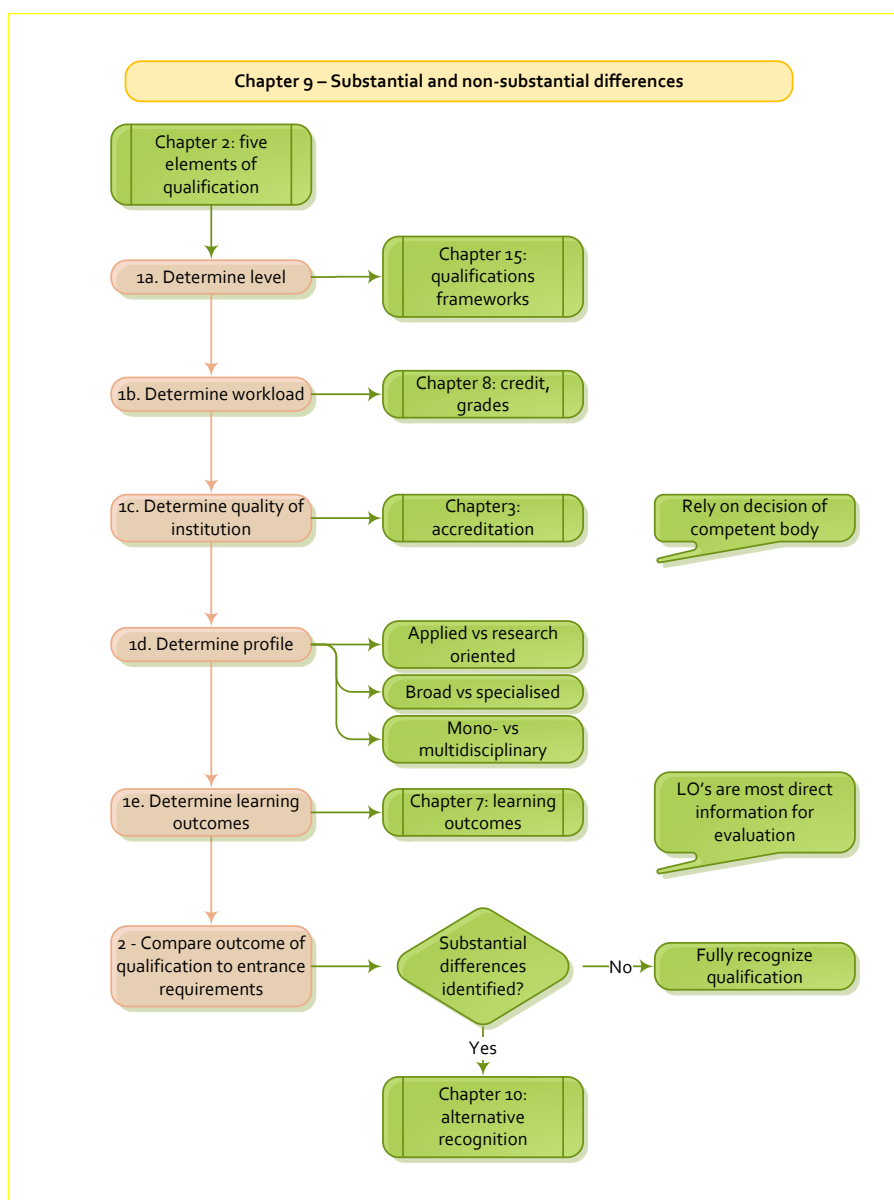 Chapter 9 – Substantial and non-substantial differences
Chapter 2: five
elements of
qualification
1a. Determine level
Chapter 15:
qualifications
frameworks
1b. Determine workload
Chapter 8: credit,
grades
1c. Determine quality of
institution
Chapter3:
accreditation
Rely on decision of
competent body
1d. Determine profile
Applied vs research
oriented
Broad vs specialised
Mono- vs
multidisciplinary
1e. Determine learning
outcomes
Chapter 7: learning
outcomes
LO's are most direct
information for
evaluation
2 - Compare outcome of
qualification to entrance
requirements
Substantial
differences
identified?
No
Fully recognize
qualification
Yes
Chapter 10:
alternative
recognition